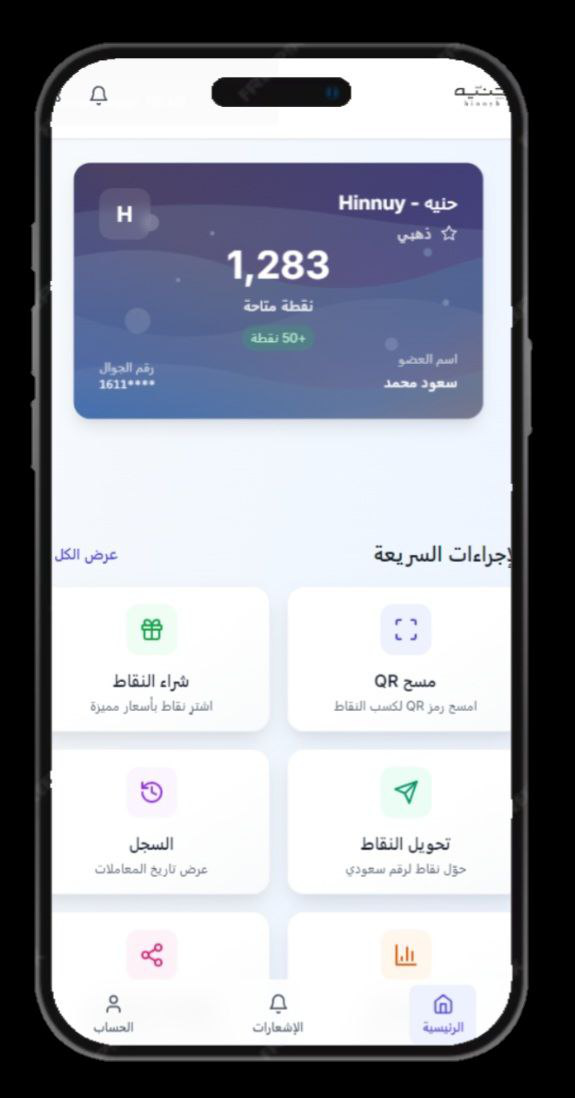 حنيه
hinnyh
حنيه - Hinnuy
H
ذهبي
1,283
نقطة متاحة
+50 نقطة
اسم العضو
رقم الجوال
سعود محمد
1611****
لإجراءات السريعة
عرض الكل
مسح QR
امسح رمز QR لكسب النقاط
شراء النقاط
اشترِ نقاط بأسعار مميزة
تحويل النقاط
حوّل نقاط لرقم سعودي
السجل
عرض تاريخ المعاملات
الرئيسية
الإشعارات
الحساب